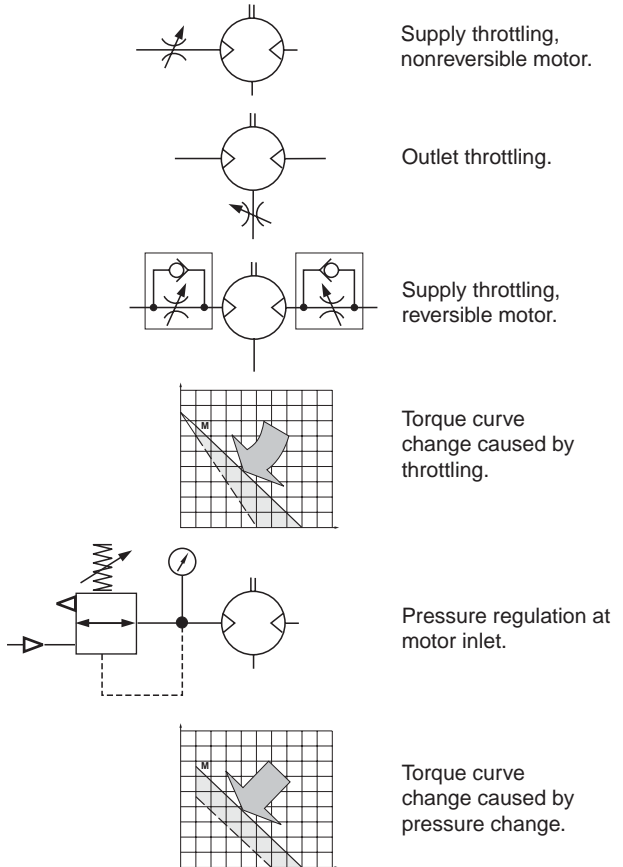 Supply throttling,
nonreversible motor.
Outlet throttling.
Supply throttling,
reversible motor.
M
Torque curve
change caused by
throttling.
Pressure regulation at
motor inlet.
M
Torque curve
change caused by
pressure change.